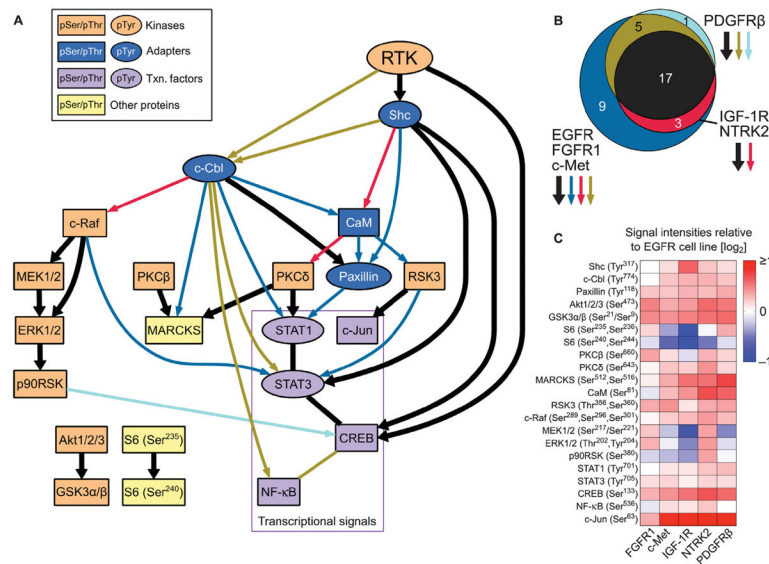 A
pSer/pThr pTyr Kinases
pSer/pThr pTyr Adapters
pSer/pThr pTyr Txn. factors
pSer/pThr Other proteins
RTK
Shc
c-Cbl
c-Raf
CaM
MEK1/2
PKCβ
PKCδ
Paxillin
RSK3
ERK1/2
MARCKS
STAT1
c-Jun
p90RSK
STAT3
CREB
Akt1/2/3
S6 (Ser235)
GSK3α/β
S6 (Ser240)
NF-κB
Transcriptional signals
B
1
5
PDGFRβ
17
9
3
IGF-1R
NTRK2
EGFR
FGFR1
c-Met
C
Signal intensities relative
to EGFR cell line [log2]
Shc (Tyr317)
c-Cbl (Tyr774)
Paxillin (Tyr118)
Akt1/2/3 (Ser473)
GSK3α/β (Ser21/Ser9)
S6 (Ser235, Ser236)
S6 (Ser240, Ser244)
PKCβ (Ser660)
PKCδ (Ser643)
MARCKS (Ser512, Ser516)
CaM (Ser81)
RSK3 (Thr356, Ser360)
c-Raf (Ser289, Ser296, Ser301)
MEK1/2 (Ser217/Ser221)
ERK1/2 (Thr202, Tyr204)
p90RSK (Ser380)
STAT1 (Tyr701)
STAT3 (Tyr705)
CREB (Ser133)
NF-κB (Ser536)
c-Jun (Ser63)
FGFR1
c-Met
IGF-1R
NTRK2
PDGFRβ
0